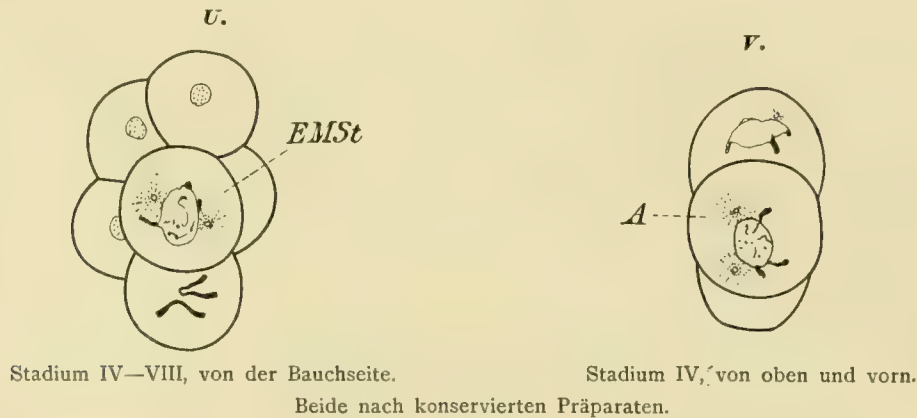 U.
V.
EMSt
A
Stadium IV—VIII, von der Bauchseite.
Stadium IV, von oben und vorn.
Beide nach konservierten Präparaten.